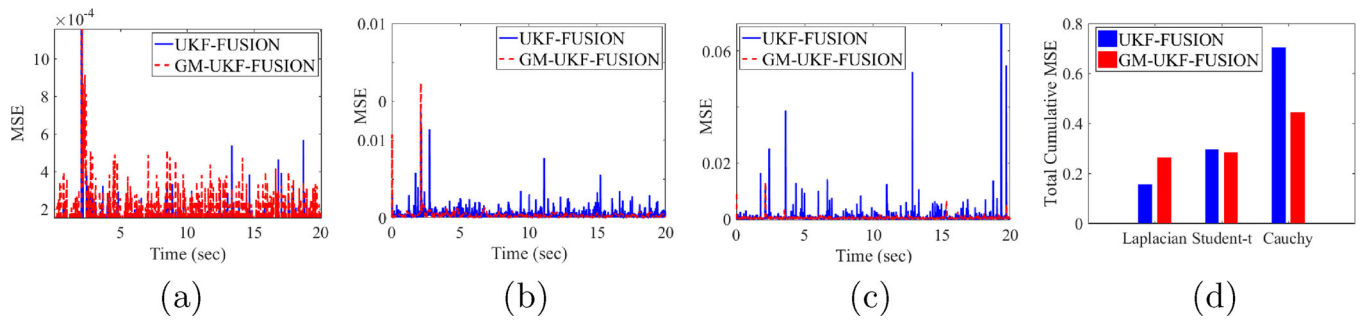 ×10⁻⁴
UKF-FUSION
GM-UKF-FUSION
10
8
6
4
2
MSE
5
10
15
20
Time (sec)
(a)
0.01
0
0.01
0
MSE
UKF-FUSION
GM-UKF-FUSION
0
5
10
15
20
Time (sec)
(b)
0.06
0.02
0
MSE
UKF-FUSION
GM-UKF-FUSION
0
5
10
15
20
Time (sec)
(c)
0.8
0.6
0.4
0.2
0
Total Cumulative MSE
UKF-FUSION
GM-UKF-FUSION
Laplacian Student-t Cauchy
(d)